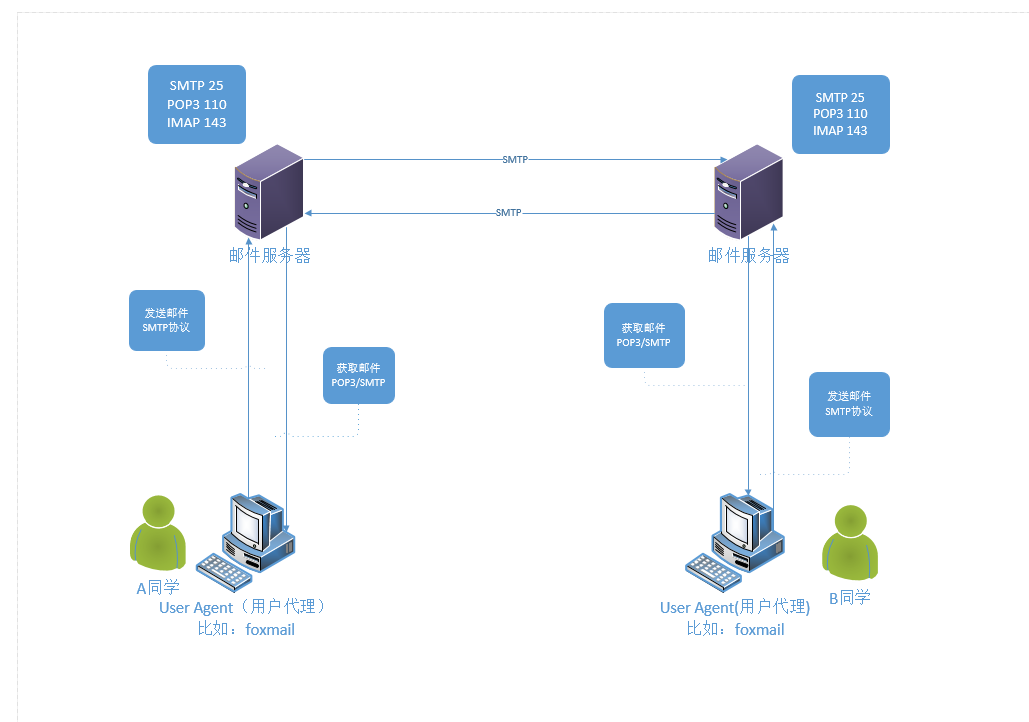 SMTP 25
POP3 110
IMAP 143
SMTP 25
POP3 110
IMAP 143
SMTP
SMTP
邮件服务器
邮件服务器
发送邮件
SMTP协议
获取邮件
POP3/SMTP
获取邮件
POP3/SMTP
发送邮件
SMTP协议
A同学
User Agent（用户代理）
比如：foxmail
User Agent(用户代理)
比如：foxmail
B同学